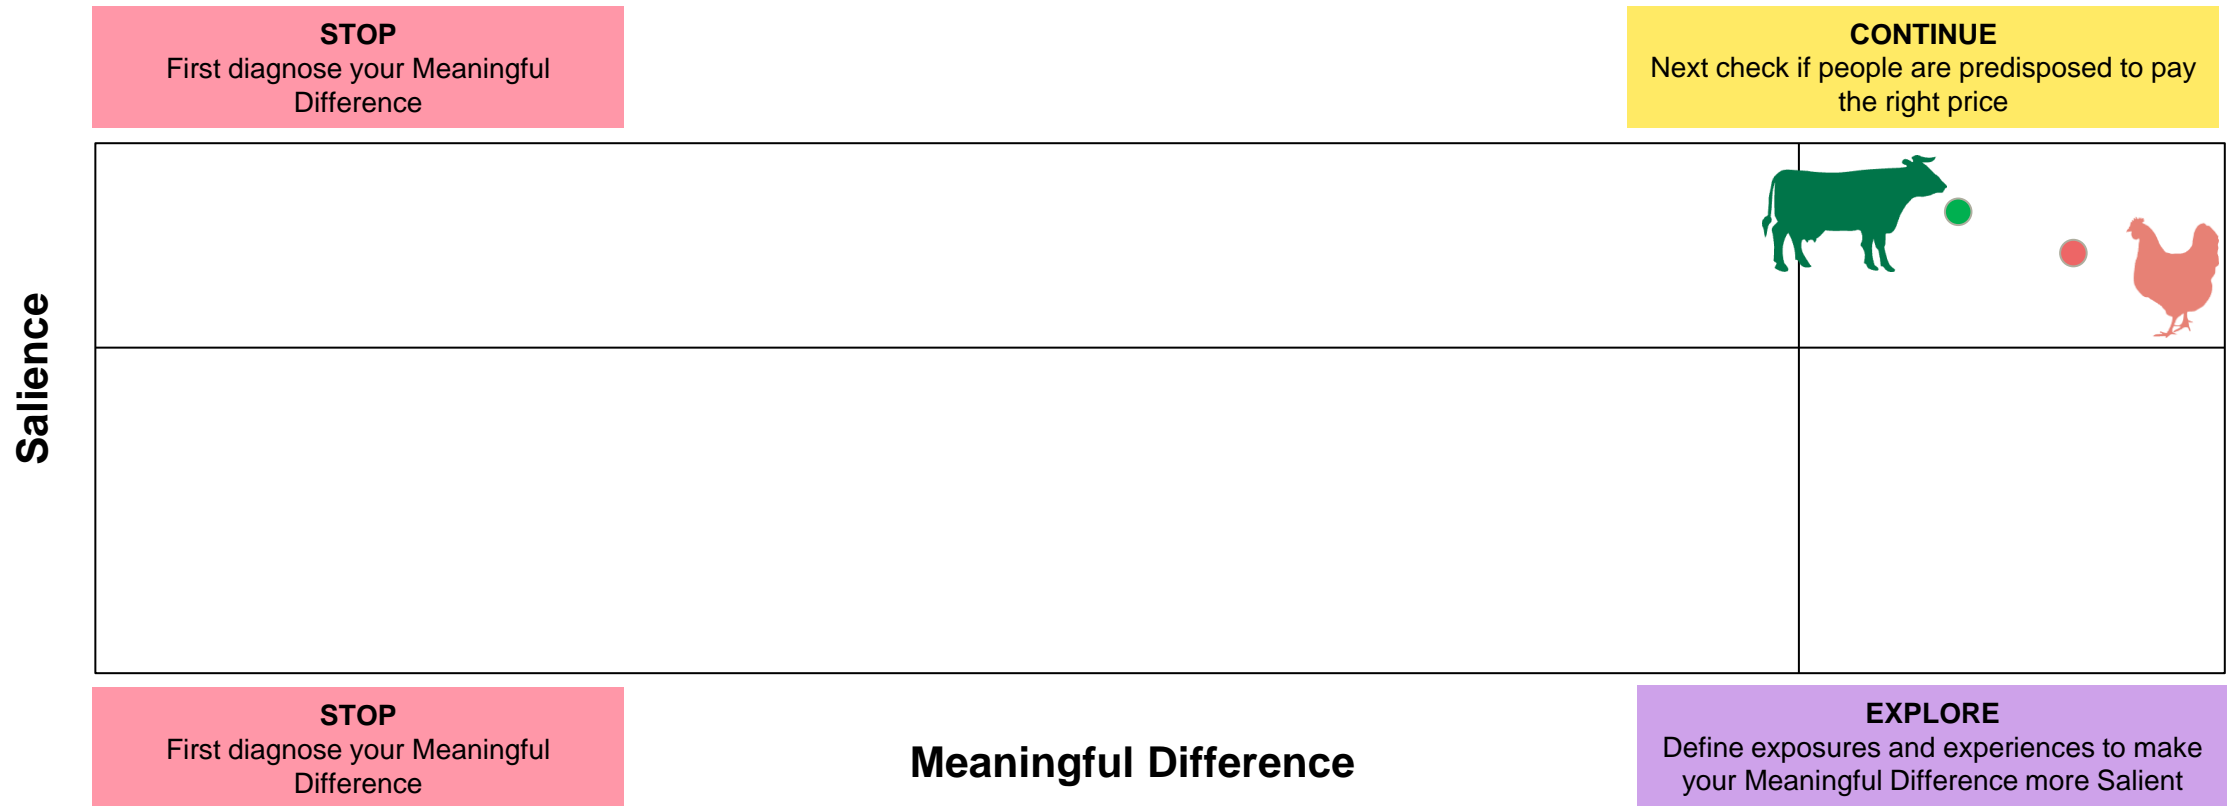 STOP
First diagnose your Meaningful
Difference
CONTINUE
Next check if people are predisposed to pay
the right price
Salience
STOP
First diagnose your Meaningful
Difference
Meaningful Difference
EXPLORE
Define exposures and experiences to make
your Meaningful Difference more Salient